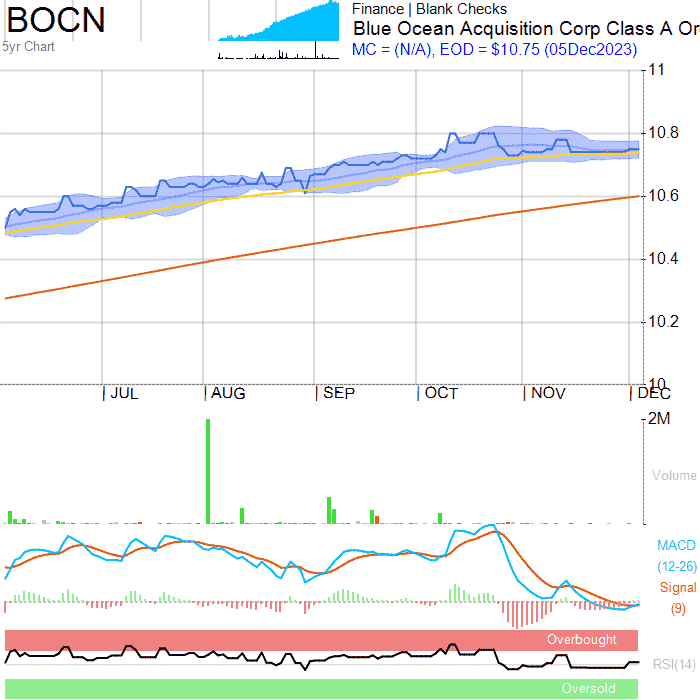 BOCN
5yr Chart
Finance | Blank Checks
Blue Ocean Acquisition Corp Class A Or
MC = (N/A), EOD = $10.75 (05Dec2023)
11
10.8
10.6
10.4
10.2
10
JUL AUG SEP OCT NOV DEC
2M
Volume
MACD
(12-26)
Signal
(9)
Overbought
RSI(14)
Oversold